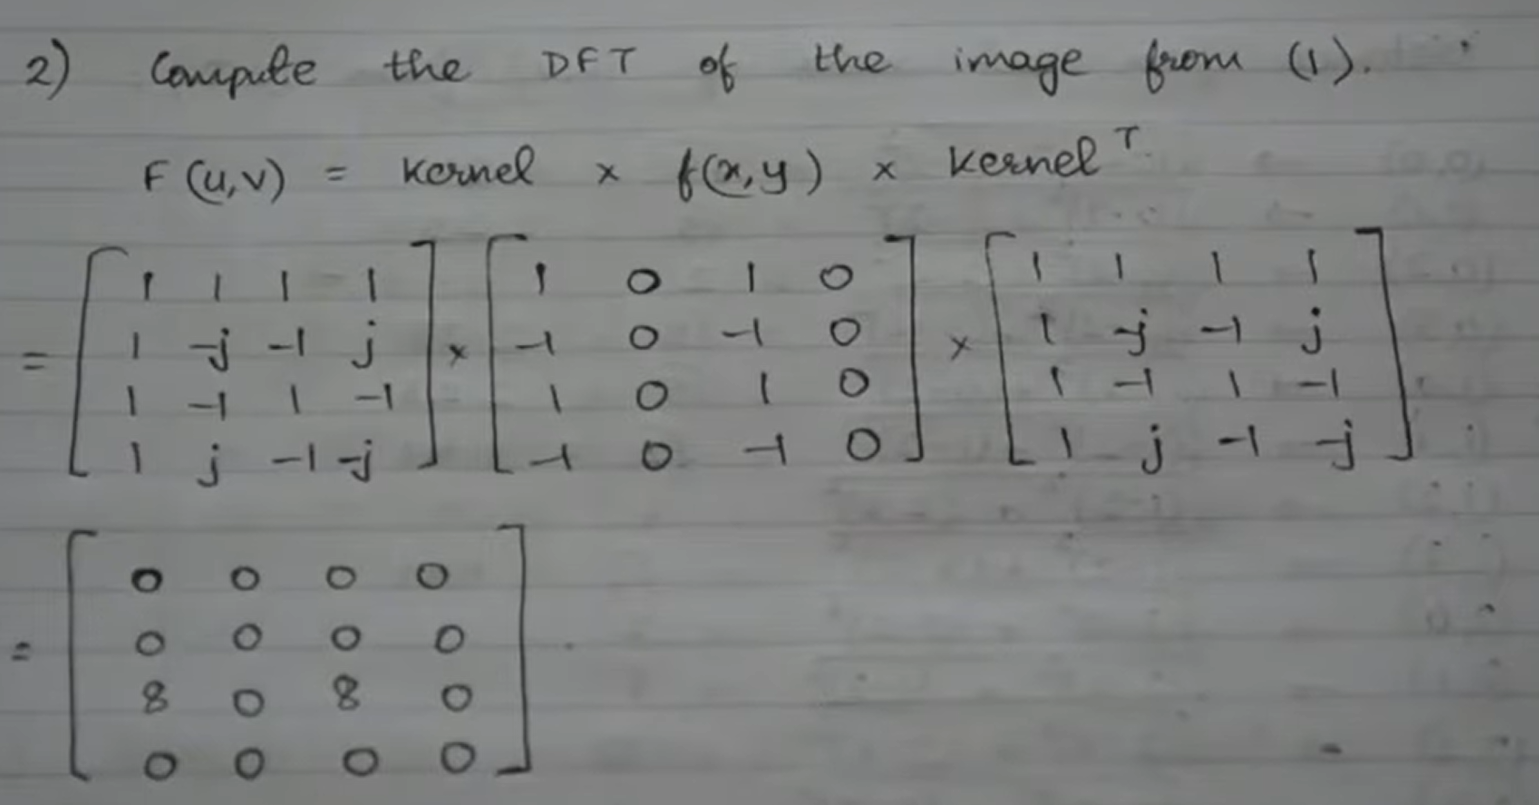 2) Compute the DFT of the image from (1).
F(u,v) = kernel × f(x,y) × kernel^T
= [ 1 1 1 1 ] × [ 1 0 1 0 ] × [ 1 1 1 1 ]
[ 1 -j -1 j ] [ -1 0 -1 0 ] [ 1 -j -1 j ]
[ 1 -1 1 -1 ] [ 1 0 1 0 ] [ 1 -1 1 -1 ]
[ 1 j -1 -j ] [ -1 0 -1 0 ] [ 1 j -1 -j ]
= [ 0 0 0 0 ]
[ 0 0 0 0 ]
[ 8 0 8 0 ]
[ 0 0 0 0 ]